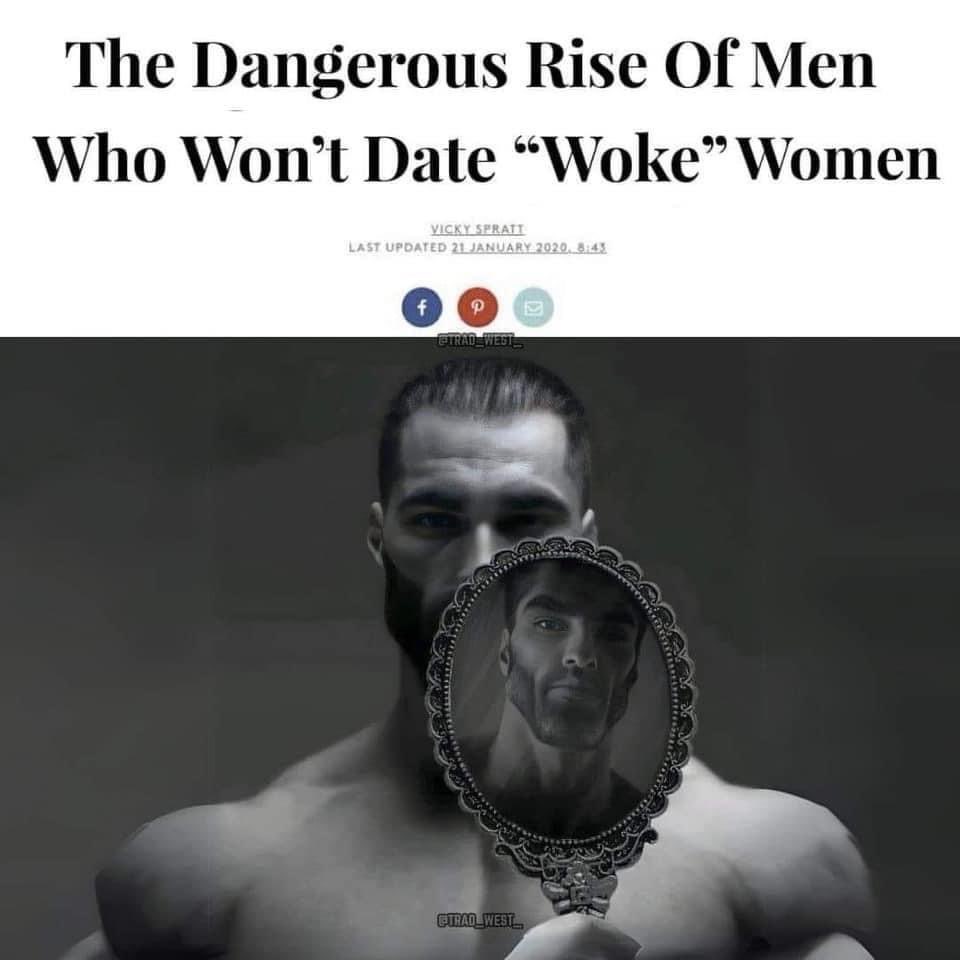 The Dangerous Rise Of Men
Who Won't Date “Woke” Women
VICKY SPRATT
LAST UPDATED 21 JANUARY 2020, 8:43
@TRAD_WEST_
@TRAD_WEST_